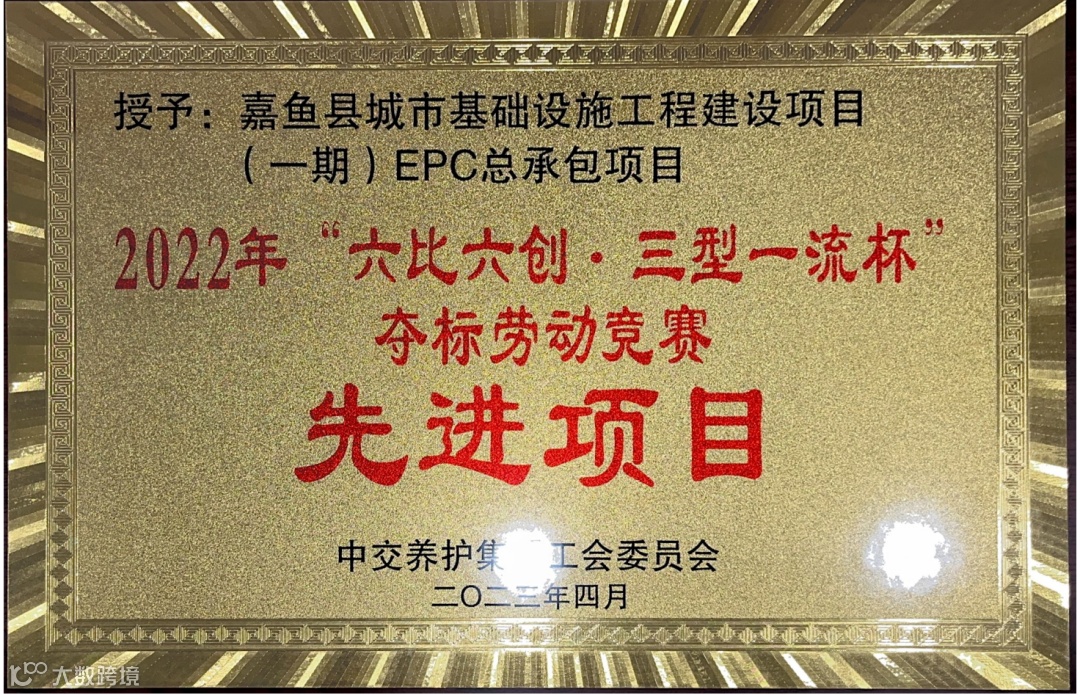 授予：嘉鱼县城市基础设施工程建设项目
（一期）EPC总承包项目
2022年“六比六创·三型一流杯”
夺标劳动竞赛
先进项目
中交养护集 工会委员会
二〇二三年四月
大数跨境